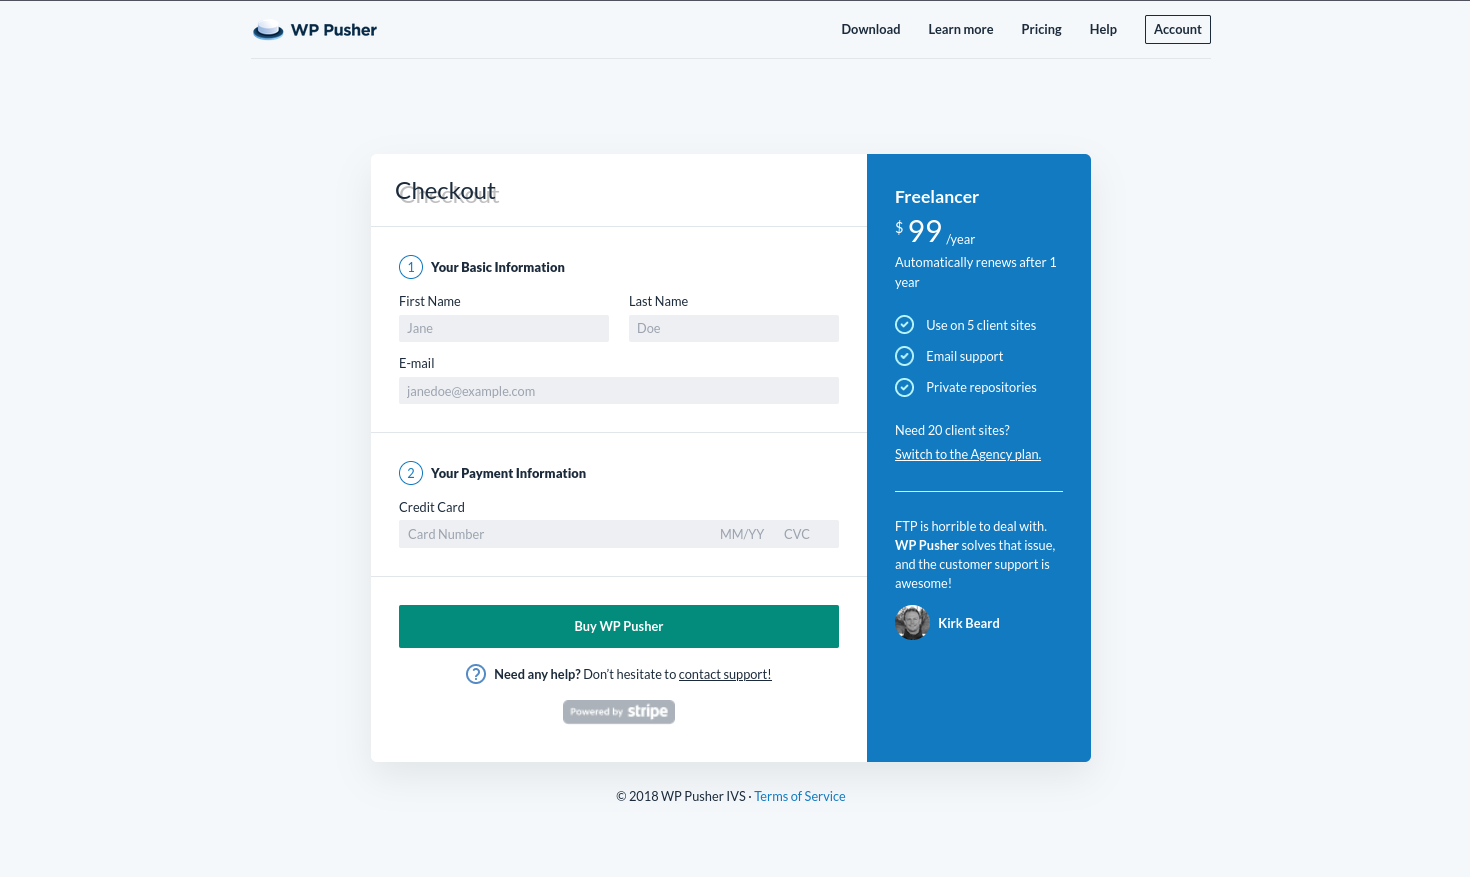 WP Pusher
Download Learn more Pricing Help Account
Checkout
1 Your Basic Information
First Name Last Name
Jane Doe
E-mail
janedoe@example.com
2 Your Payment Information
Credit Card
Card Number MM/YY CVC
Buy WP Pusher
Need any help? Don't hesitate to contact support!
Powered by stripe
Freelancer
$ 99 /year
Automatically renews after 1
year
Use on 5 client sites
Email support
Private repositories
Need 20 client sites?
Switch to the Agency plan.
FTP is horrible to deal with.
WP Pusher solves that issue,
and the customer support is
awesome!
Kirk Beard
© 2018 WP Pusher IVS · Terms of Service